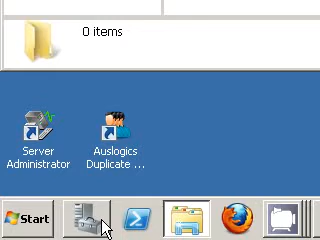 0 items
Server
Administrator
Auslogics
Duplicate ...
Start